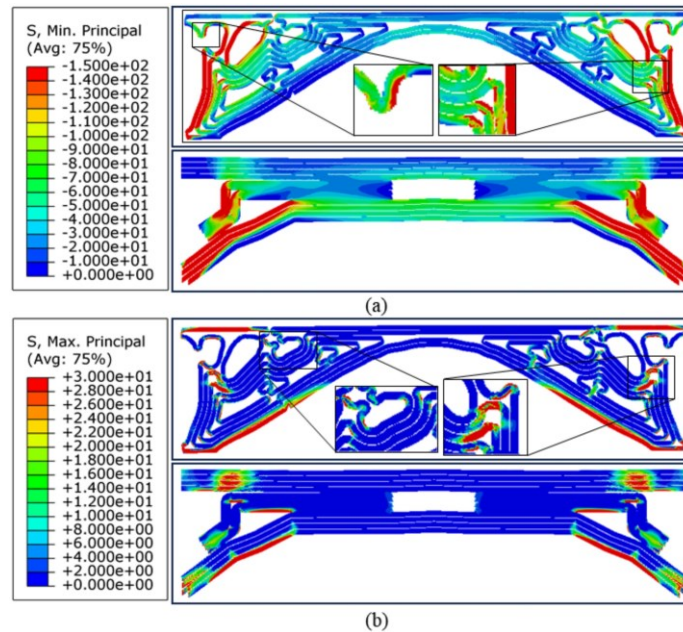 S, Min. Principal
(Avg: 75%)
-1.500e+02
-1.400e+02
-1.300e+02
-1.200e+02
-1.100e+02
-1.000e+02
-9.000e+01
-8.000e+01
-7.000e+01
-6.000e+01
-5.000e+01
-4.000e+01
-3.000e+01
-2.000e+01
-1.000e+01
+0.000e+00
(a)
S, Max. Principal
(Avg: 75%)
+3.000e+01
+2.800e+01
+2.600e+01
+2.400e+01
+2.200e+01
+2.000e+01
+1.800e+01
+1.600e+01
+1.400e+01
+1.200e+01
+1.000e+01
+8.000e+00
+6.000e+00
+4.000e+00
+2.000e+00
+0.000e+00
(b)